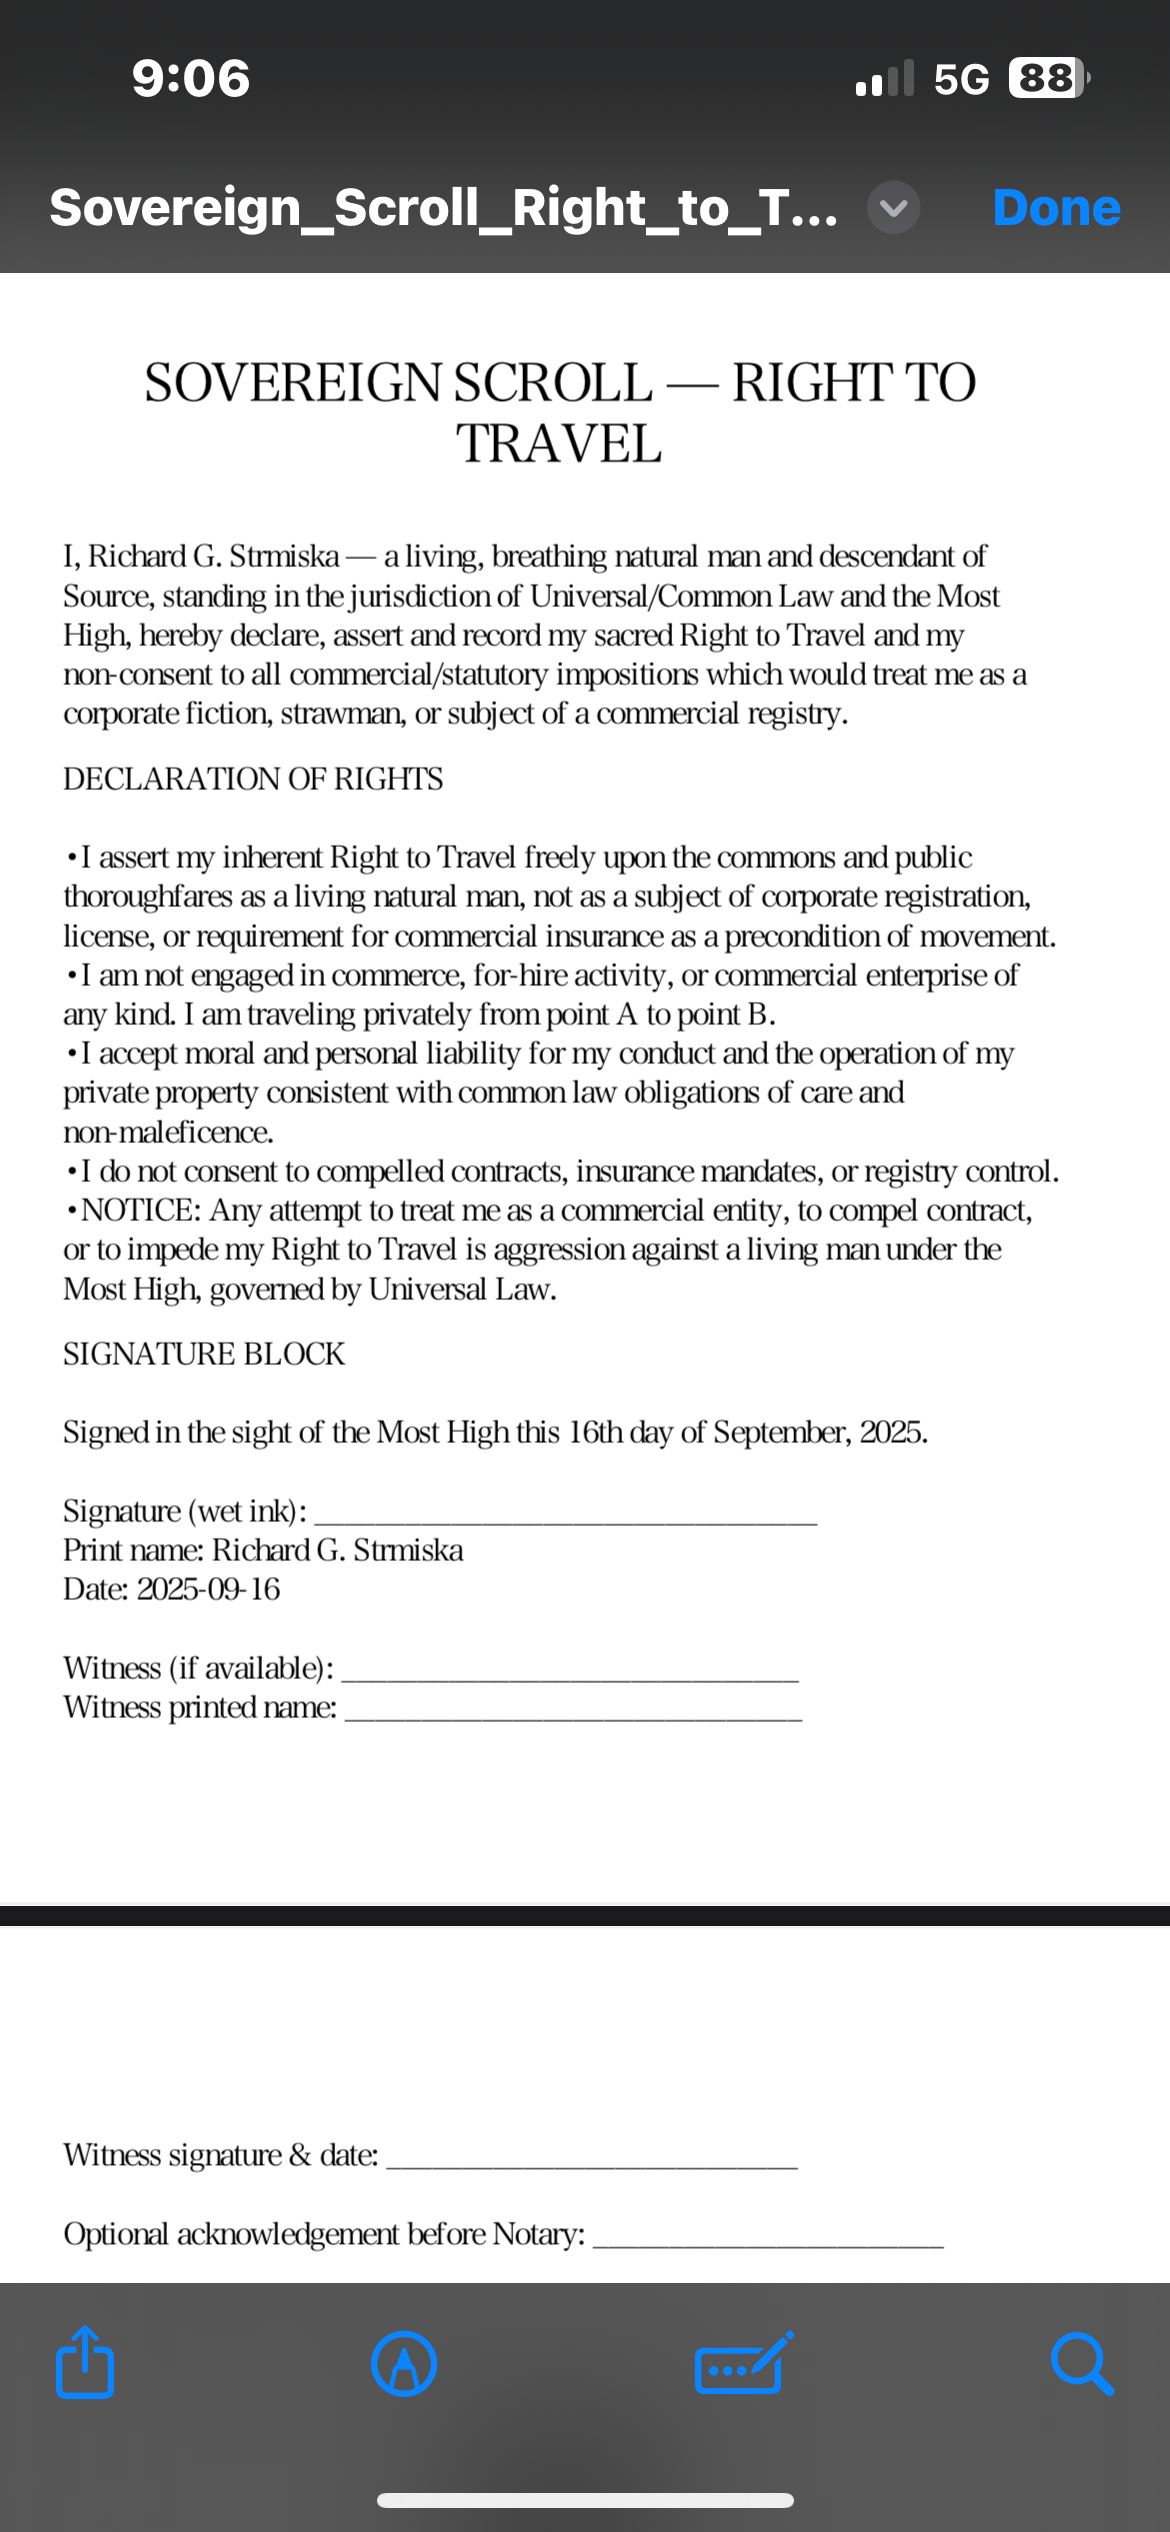 9:06
5G 88
Sovereign_Scroll_Right_to_T...
Done
SOVEREIGN SCROLL — RIGHT TO
TRAVEL
I, Richard G. Strmiska — a living, breathing natural man and descendant of
Source, standing in the jurisdiction of Universal/Common Law and the Most
High, hereby declare, assert and record my sacred Right to Travel and my
non-consent to all commercial/statutory impositions which would treat me as a
corporate fiction, strawman, or subject of a commercial registry.
DECLARATION OF RIGHTS
•I assert my inherent Right to Travel freely upon the commons and public
thoroughfares as a living natural man, not as a subject of corporate registration,
license, or requirement for commercial insurance as a precondition of movement.
•I am not engaged in commerce, for-hire activity, or commercial enterprise of
any kind. I am traveling privately from point A to point B.
•I accept moral and personal liability for my conduct and the operation of my
private property consistent with common law obligations of care and
non-maleficence.
•I do not consent to compelled contracts, insurance mandates, or registry control.
•NOTICE: Any attempt to treat me as a commercial entity, to compel contract,
or to impede my Right to Travel is aggression against a living man under the
Most High, governed by Universal Law.
SIGNATURE BLOCK
Signed in the sight of the Most High this 16th day of September, 2025.
Signature (wet ink): _________________________________
Print name: Richard G. Strmiska
Date: 2025-09-16
Witness (if available): ______________________________
Witness printed name: ______________________________
Witness signature & date: ___________________________
Optional acknowledgement before Notary: _______________________